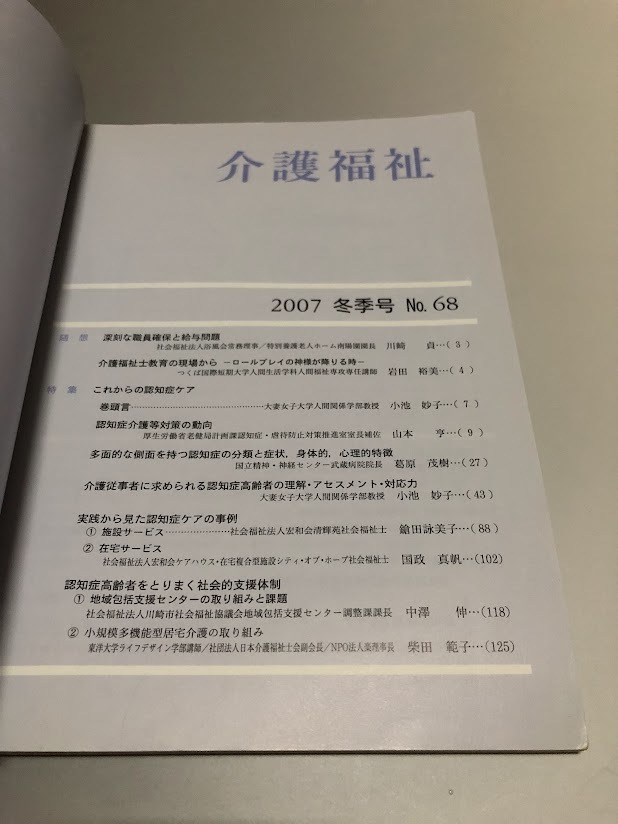 介護福祉
2007 冬季号 No. 68
随想 深刻な職員確保と給与問題
社会福祉法人浴風会常務理事／特別養護老人ホーム南陽園園長 川崎 貞…( 3 )
介護福祉士教育の現場から －ロールプレイの神様が降りる時－
つくば国際短期大学人間生活学科人間福祉専攻専任講師 岩田 裕美…( 4 )
特集 これからの認知症ケア
巻頭言……………………………大妻女子大学人間関係学部教授 小池 妙子…( 7 )
認知症介護等対策の動向
厚生労働省老健局計画課認知症・虐待防止対策推進室室長補佐 山本 亨…( 9 )
多面的な側面を持つ認知症の分類と症状，身体的，心理的特徴
国立精神・神経センター武蔵病院院長 葛原 茂樹…( 27 )
介護従事者に求められる認知症高齢者の理解・アセスメント・対応力
大妻女子大学人間関係学部教授 小池 妙子…( 43 )
実践から見た認知症ケアの事例
① 施設サービス………………社会福祉法人宏和会清輝苑社会福祉士 鎗田詠美子…( 88 )
② 在宅サービス
社会福祉法人宏和会ケアハウス・在宅複合型施設シティ・オブ・ホープ社会福祉士 国政 真帆…(102)
認知症高齢者をとりまく社会的支援体制
① 地域包括支援センターの取り組みと課題
社会福祉法人川崎市社会福祉協議会地域包括支援センター調整課課長 中澤 伸…(118)
② 小規模多機能型居宅介護の取り組み
東洋大学ライフデザイン学部講師／社団法人日本介護福祉士会副会長／NPO法人楽理事長 柴田 範子…(125)